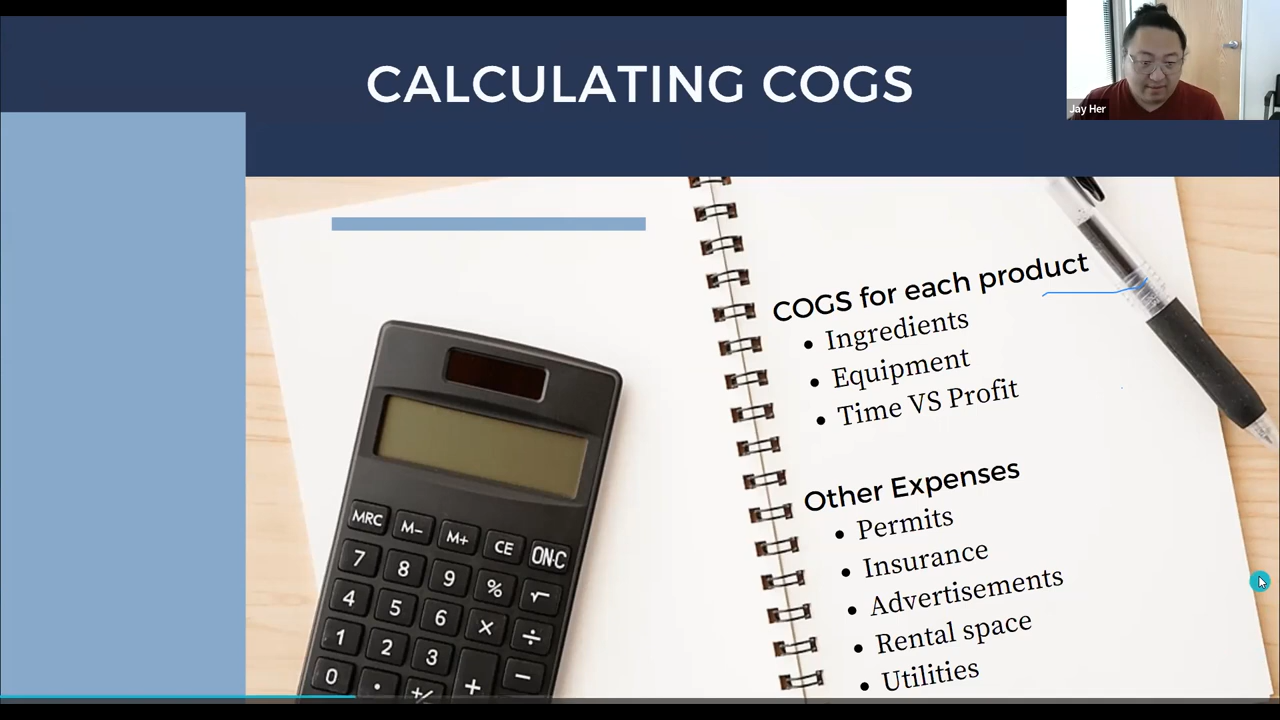 CALCULATING COGS
Jay Her
COGS for each product
• Ingredients
• Equipment
• Time VS Profit
Other Expenses
• Permits
• Insurance
• Advertisements
• Rental space
• Utilities
MRC M– M+ CE ON·C
7 8 9 % √
4 5 6 × ÷
1 2 3 –
0 · +/– +